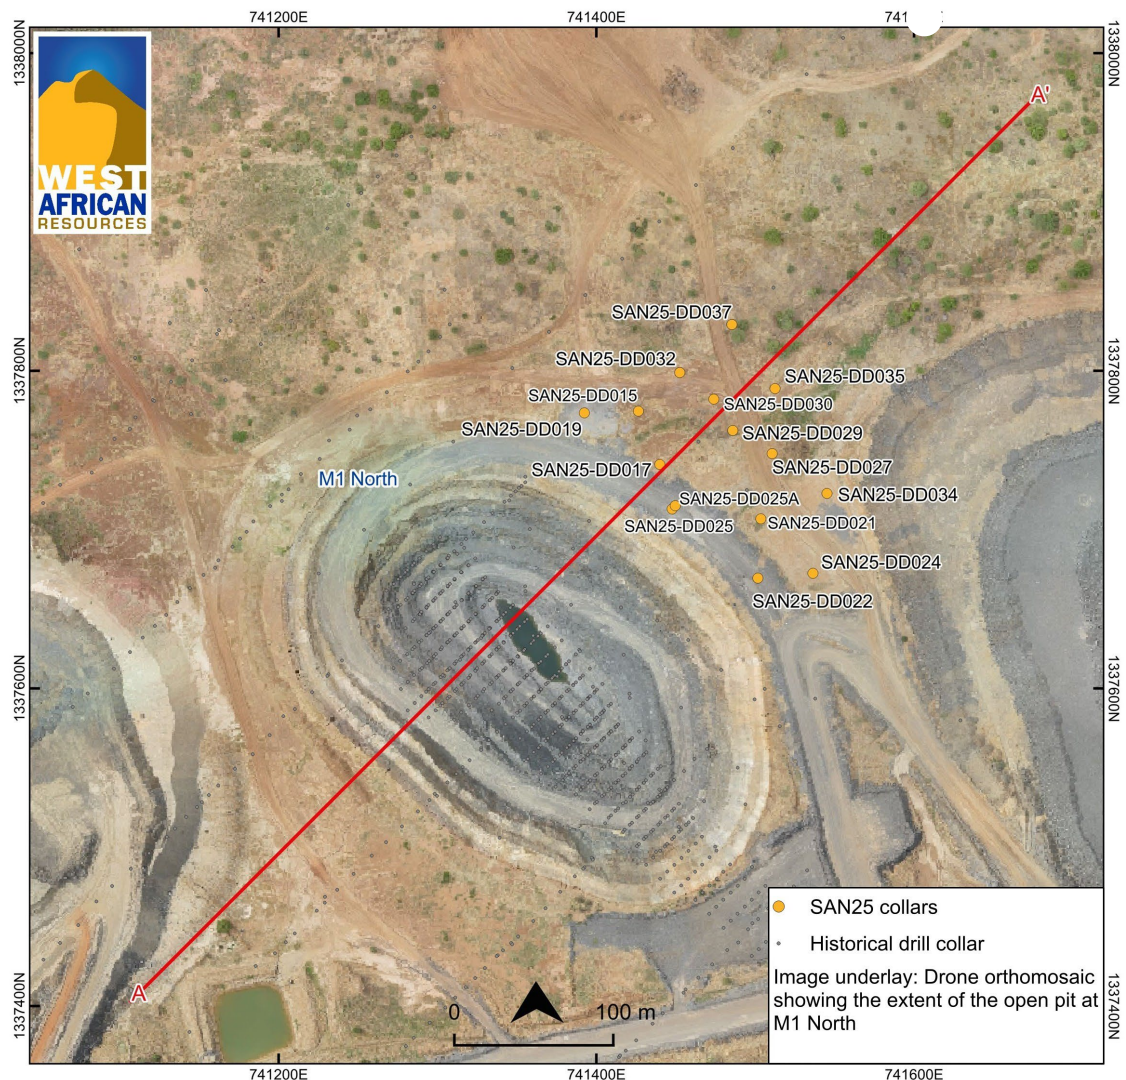 741200E
741400E
741
1338000N
1338000N
WEST
AFRICAN
RESOURCES
A'
SAN25-DD037
SAN25-DD032
SAN25-DD035
1337800N
1337800N
SAN25-DD015
SAN25-DD030
SAN25-DD019
SAN25-DD029
SAN25-DD017
SAN25-DD027
M1 North
SAN25-DD034
SAN25-DD025A
SAN25-DD025
SAN25-DD021
SAN25-DD024
SAN25-DD022
1337600N
1337600N
SAN25 collars
Historical drill collar
Image underlay: Drone orthomosaic
showing the extent of the open pit at
M1 North
A
0 100 m
1337400N
1337400N
741200E
741400E
741600E